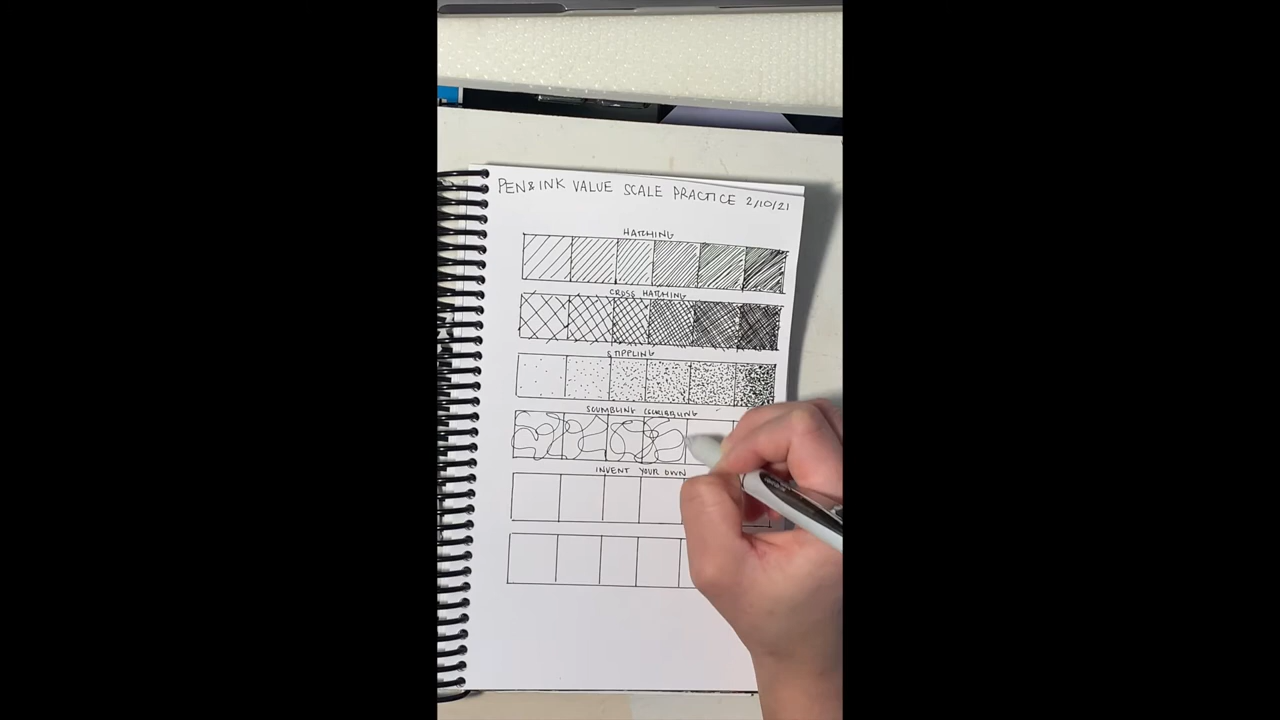 PEN & INK VALUE SCALE PRACTICE 2/10/21
HATCHING
CROSS HATCHING
STIPPLING
SCUMBLING (SCRIBBLING
INVENT YOUR OWN